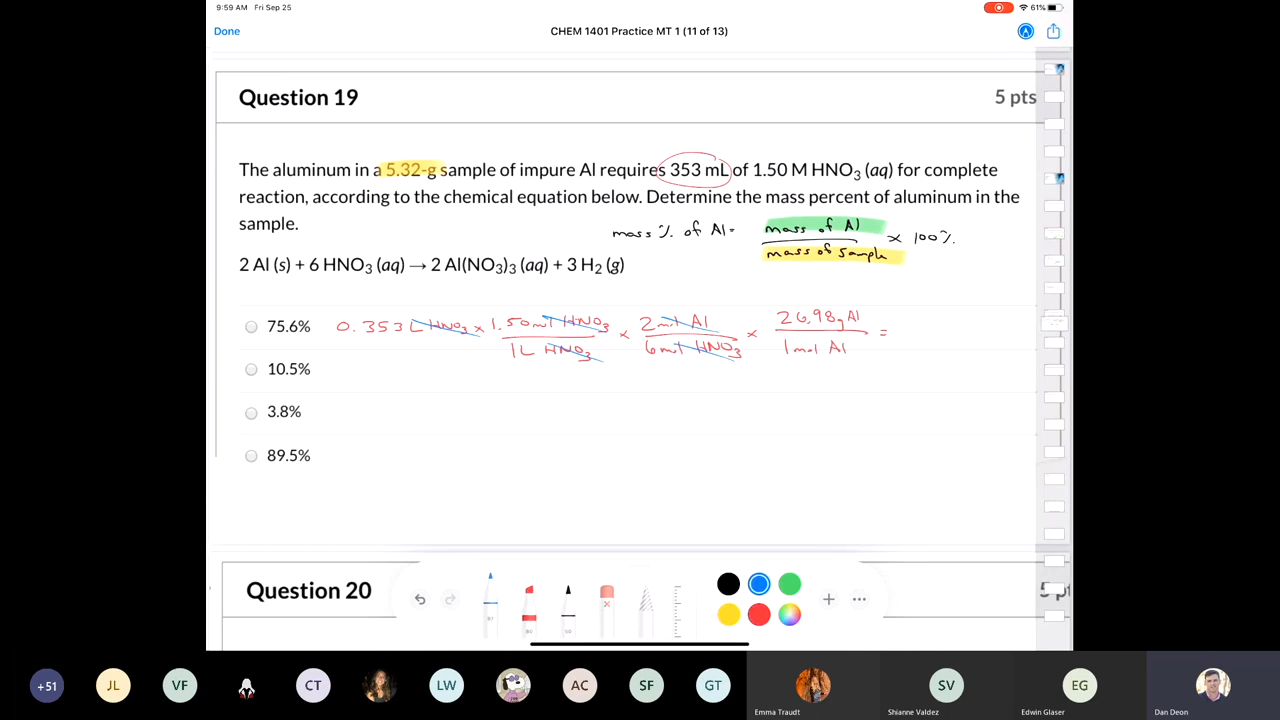 9:59 AM Fri Sep 25
61%
Done
CHEM 1401 Practice MT 1 (11 of 13)
Question 19
5 pts
The aluminum in a 5.32-g sample of impure Al requires 353 mL of 1.50 M HNO₃ (aq) for complete
reaction, according to the chemical equation below. Determine the mass percent of aluminum in the
sample.
mass % of Al = mass of Al / mass of sample × 100%
2 Al (s) + 6 HNO₃ (aq) → 2 Al(NO₃)₃ (aq) + 3 H₂ (g)
75.6%
0.353 L HNO₃ × 1.50 mol HNO₃ / 1 L HNO₃ × 2 mol Al / 6 mol HNO₃ × 26.98 g Al / 1 mol Al =
10.5%
3.8%
89.5%
Question 20
+51
JL
VF
CT
LW
AC
SF
GT
SV
EG
Emma Traudt
Shianne Valdez
Edwin Glaser
Dan Deon